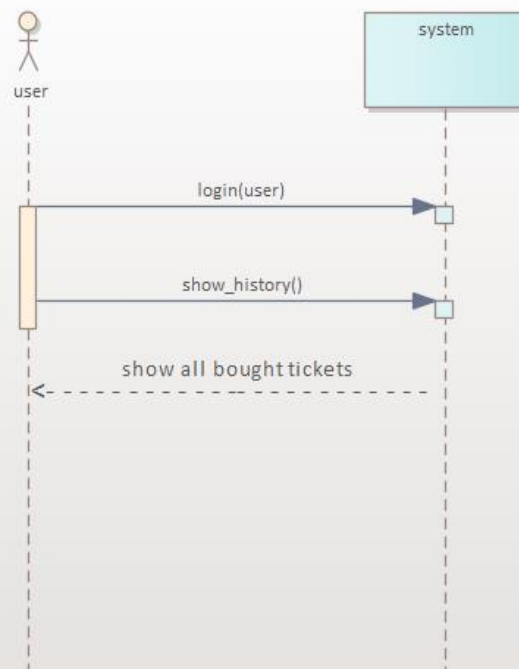 system
user
login(user)
show_history()
show all bought tickets